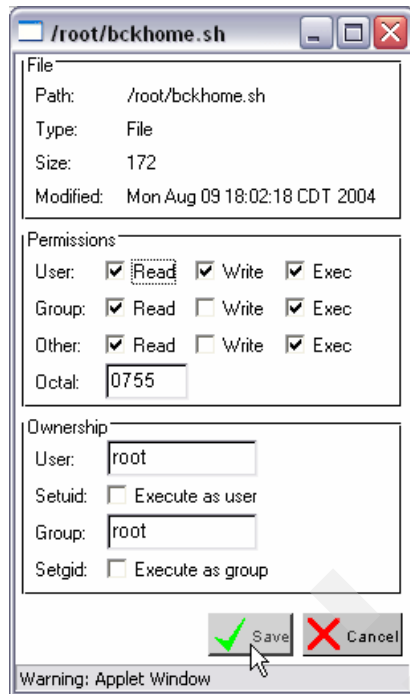 /root/bckhome.sh
File
Path: /root/bckhome.sh
Type: File
Size: 172
Modified: Mon Aug 09 18:02:18 CDT 2004
Permissions
User: Read Write Exec
Group: Read Write Exec
Other: Read Write Exec
Octal: 0755
Ownership
User: root
Setuid: Execute as user
Group: root
Setgid: Execute as group
Save Cancel
Warning: Applet Window